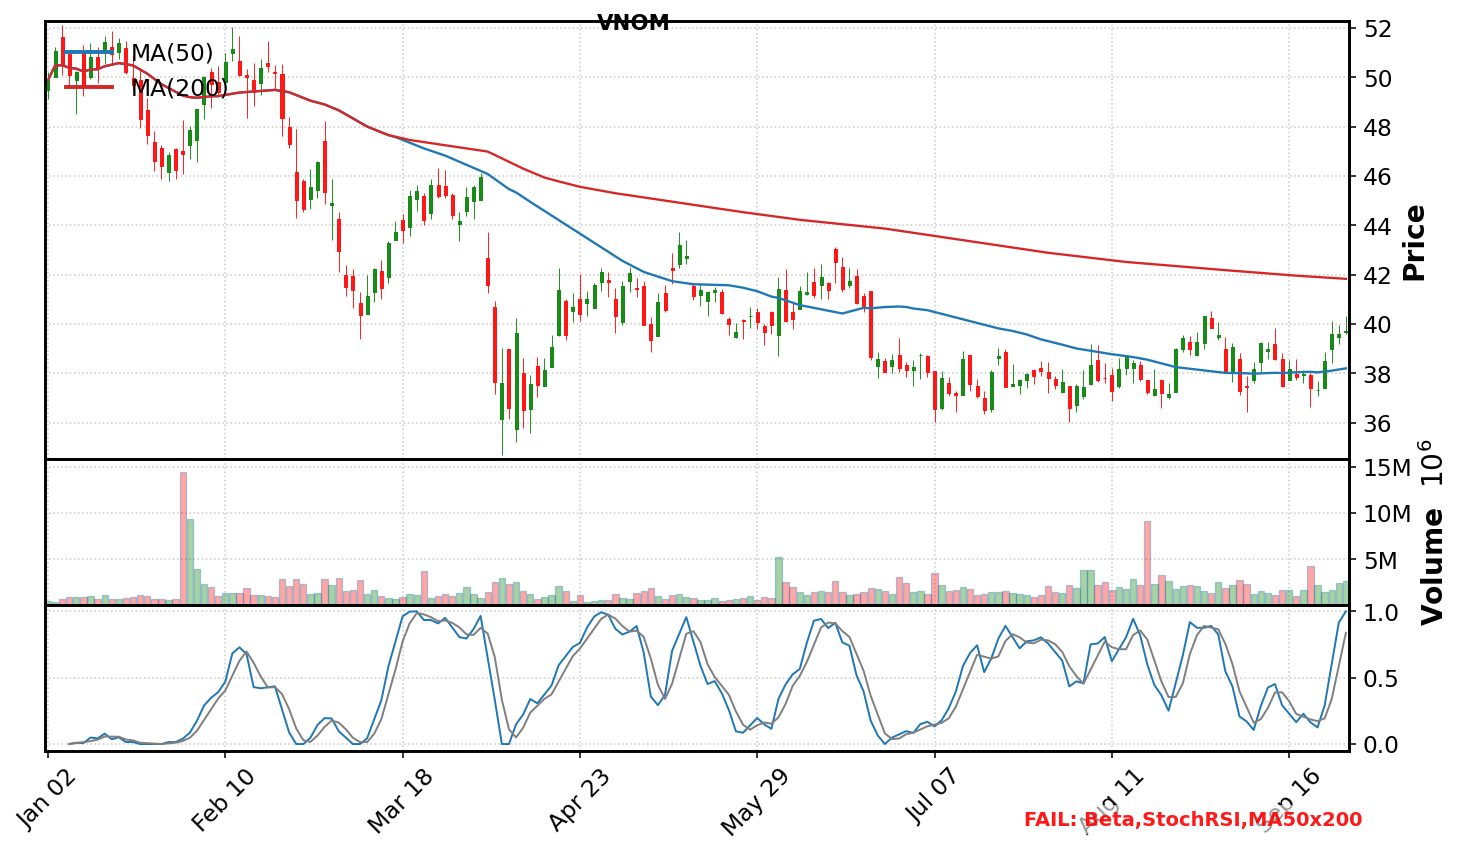 VNOM
MA(50)
MA(200)
52
50
48
46
44
42
40
38
36
Price
15M
10M
5M
Volume 10^6
1.0
0.5
0.0
Jan 02
Feb 10
Mar 18
Apr 23
May 29
Jul 07
Aug 11
Sep 16
FAIL: Beta,StochRSI,MA50x200